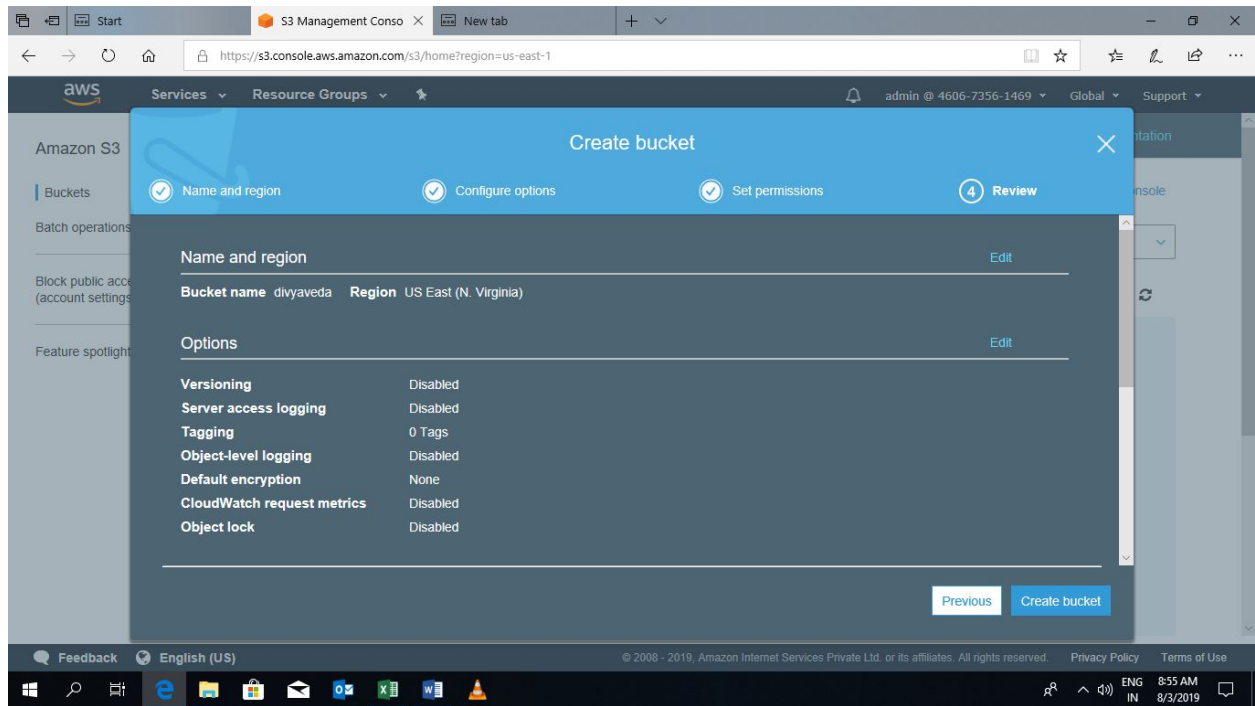 Start
S3 Management Conso
New tab
https://s3.console.aws.amazon.com/s3/home?region=us-east-1
aws
Services
Resource Groups
admin @ 4606-7356-1469
Global
Support
Amazon S3
Buckets
Batch operations
Block public acce
(account settings
Feature spotlight
ntation
nsole
Create bucket
Name and region
Configure options
Set permissions
4 Review
Name and region Edit
Bucket name divyaveda Region US East (N. Virginia)
Options Edit
Versioning Disabled
Server access logging Disabled
Tagging 0 Tags
Object-level logging Disabled
Default encryption None
CloudWatch request metrics Disabled
Object lock Disabled
Previous Create bucket
Feedback English (US) © 2008 - 2019, Amazon Internet Services Private Ltd. or its affiliates. All rights reserved. Privacy Policy Terms of Use
ENG 8:55 AM
IN 8/3/2019